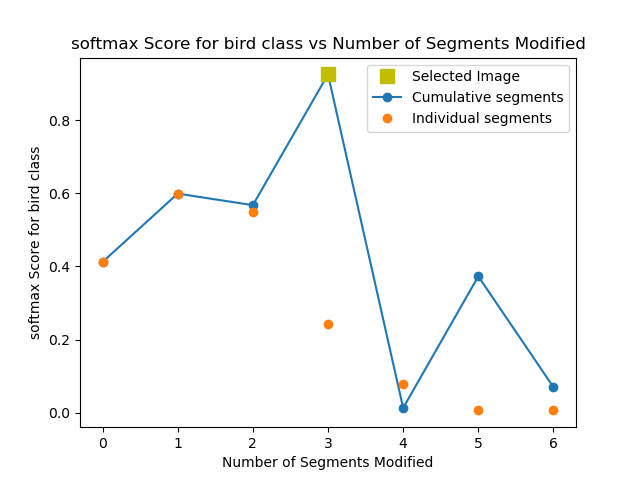 softmax Score for bird class vs Number of Segments Modified
Selected Image
Cumulative segments
Individual segments
softmax Score for bird class
0.8
0.6
0.4
0.2
0.0
0 1 2 3 4 5 6
Number of Segments Modified